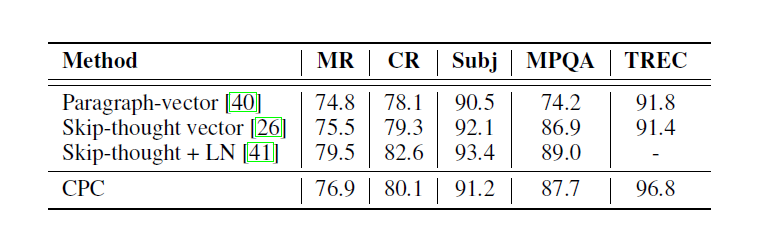 Method MR CR Subj MPQA TREC
Paragraph-vector [40] 74.8 78.1 90.5 74.2 91.8
Skip-thought vector [26] 75.5 79.3 92.1 86.9 91.4
Skip-thought + LN [41] 79.5 82.6 93.4 89.0 -
CPC 76.9 80.1 91.2 87.7 96.8